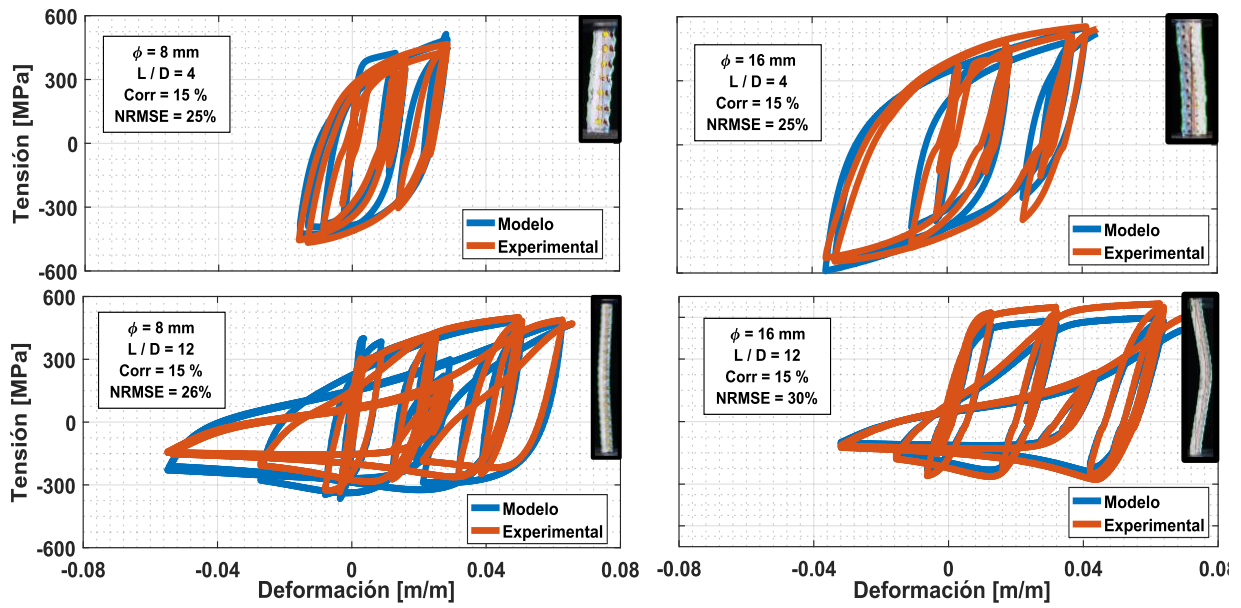 600
300
0
-300
-600
Tensión [MPa]
ϕ = 8 mm
L / D = 4
Corr = 15 %
NRMSE = 25%
Modelo
Experimental
ϕ = 16 mm
L / D = 4
Corr = 15 %
NRMSE = 25%
Modelo
Experimental
600
300
0
-300
-600
Tensión [MPa]
ϕ = 8 mm
L / D = 12
Corr = 15 %
NRMSE = 26%
Modelo
Experimental
-0.08
-0.04
0
0.04
0.08
Deformación [m/m]
ϕ = 16 mm
L / D = 12
Corr = 15 %
NRMSE = 30%
Modelo
Experimental
-0.08
-0.04
0
0.04
0.08
Deformación [m/m]